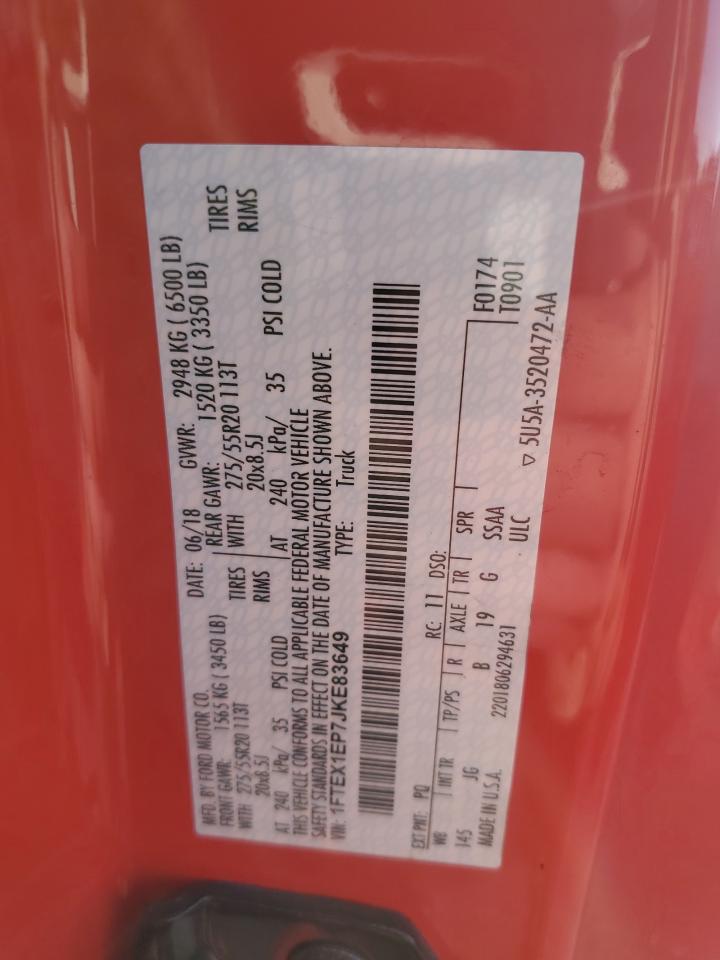 MFD. BY FORD MOTOR CO.
DATE: 06/18 GVWR: 2948 KG ( 6500 LB)
FRONT GAWR: 1565 KG ( 3450 LB) REAR GAWR: 1520 KG ( 3350 LB)
WITH 275/55R20 113T TIRES WITH 275/55R20 113T TIRES
20x8.5J RIMS 20x8.5J RIMS
AT 240 kPa/ 35 PSI COLD AT 240 kPa/ 35 PSI COLD
THIS VEHICLE CONFORMS TO ALL APPLICABLE FEDERAL MOTOR VEHICLE
SAFETY STANDARDS IN EFFECT ON THE DATE OF MANUFACTURE SHOWN ABOVE.
VIN: 1FTEX1EP7JKE83649 TYPE: Truck
EXT PNT: PQ RC: 11 DSO:
WB INT TR TP/PS R AXLE TR SPR F0174
145 JG B 19 G SSAA T0901
MADE IN U.S.A. 2201806294631 ULC ▽ 5U5A-3520472-AA